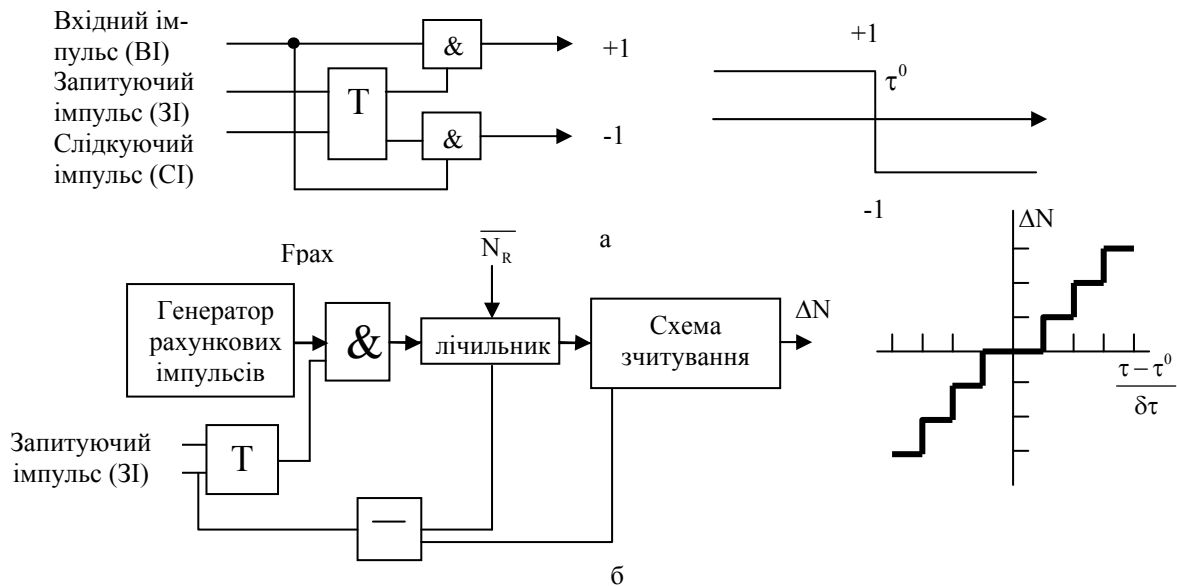 Вхідний ім-
пульс (ВІ)
Запитуючий
імпульс (ЗІ)
Слідкуючий
імпульс (СІ)
T
&
&
+1
-1
+1
τ⁰
-1
а
Fрах
N̅_R̅
ΔN
Генератор
рахункових
імпульсів
&
лічильник
Схема
зчитування
ΔN
τ – τ⁰
δτ
Запитуючий
імпульс (ЗІ)
T
—
б